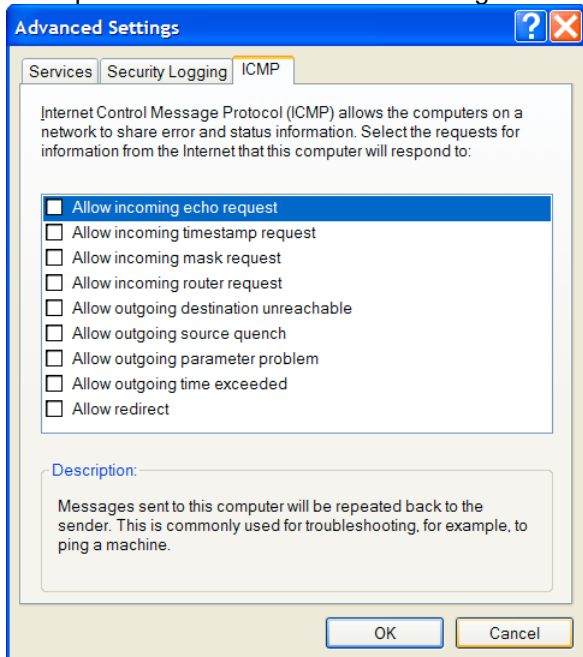 Advanced Settings
Services Security Logging ICMP
Internet Control Message Protocol (ICMP) allows the computers on a
network to share error and status information. Select the requests for
information from the Internet that this computer will respond to:
Allow incoming echo request
Allow incoming timestamp request
Allow incoming mask request
Allow incoming router request
Allow outgoing destination unreachable
Allow outgoing source quench
Allow outgoing parameter problem
Allow outgoing time exceeded
Allow redirect
Description:
Messages sent to this computer will be repeated back to the
sender. This is commonly used for troubleshooting, for example, to
ping a machine.
OK Cancel